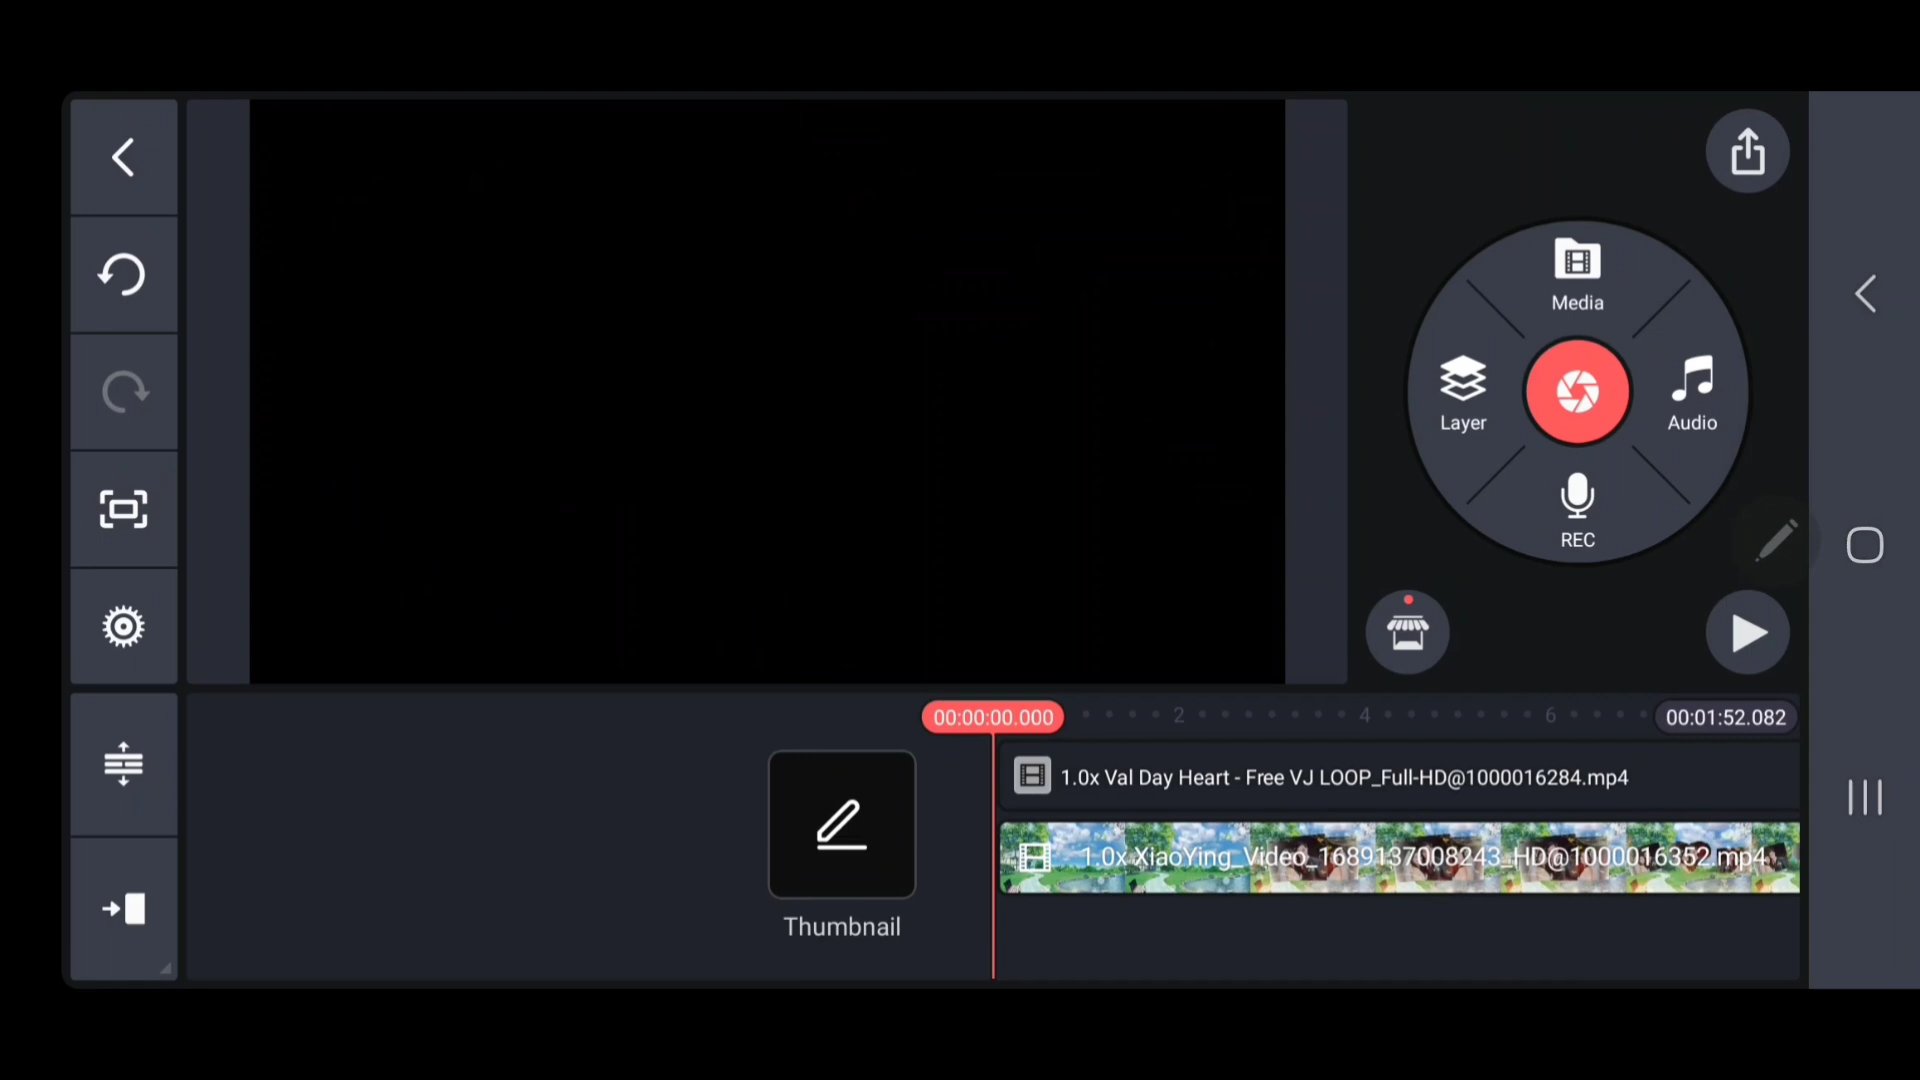 Media
Layer
Audio
REC
00:00:00.000
2
4
6
00:01:52.082
1.0x Val Day Heart - Free VJ LOOP_Full-HD@1000016284.mp4
1.0x XiaoYing_Video_1689137008243_HD@1000016352.mp4
Thumbnail